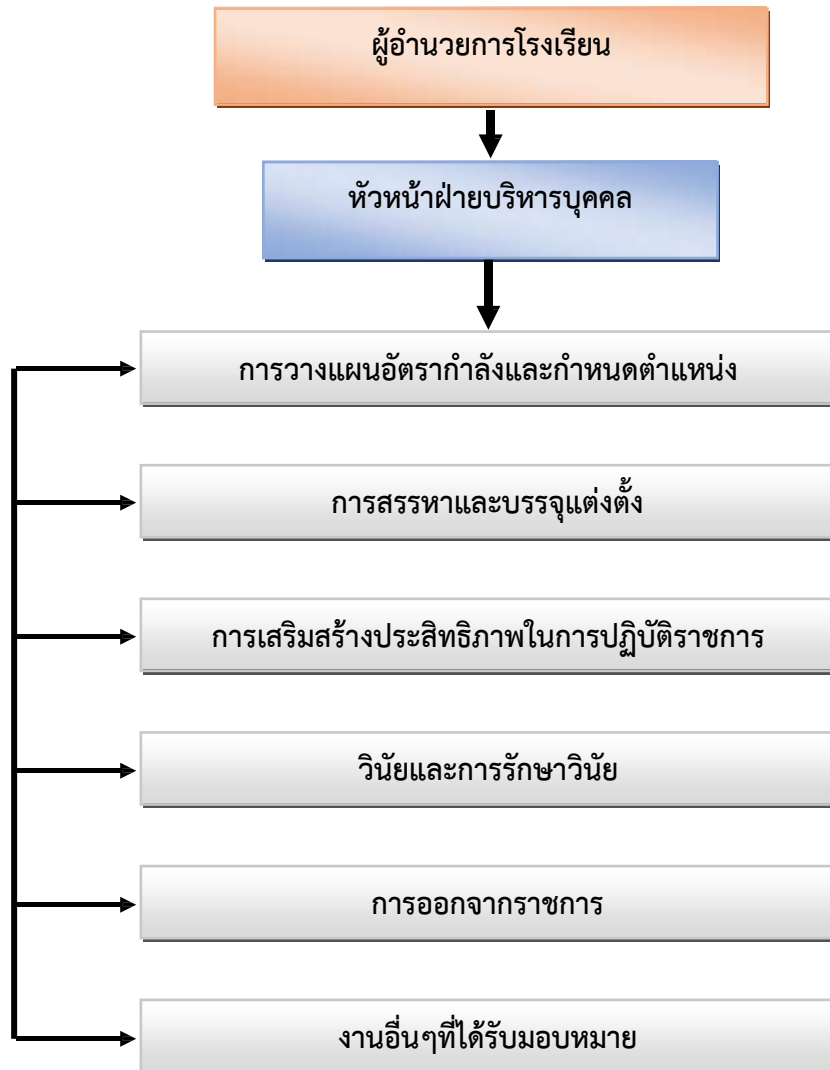 ผู้อำนวยการโรงเรียน
หัวหน้าฝ่ายบริหารบุคคล
การวางแผนอัตรากำลังและกำหนดตำแหน่ง
การสรรหาและบรรจุแต่งตั้ง
การเสริมสร้างประสิทธิภาพในการปฏิบัติราชการ
วินัยและการรักษาวินัย
การออกจากราชการ
งานอื่นๆที่ได้รับมอบหมาย